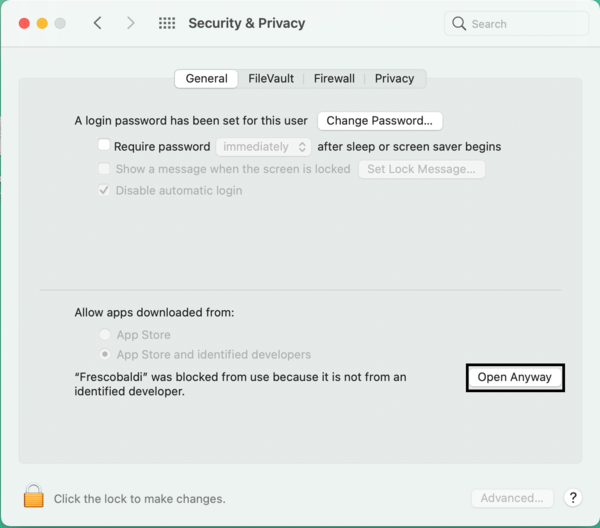 Security & Privacy
Search
General FileVault Firewall Privacy
A login password has been set for this user Change Password...
Require password immediately after sleep or screen saver begins
Show a message when the screen is locked Set Lock Message...
Disable automatic login
Allow apps downloaded from:
App Store
App Store and identified developers
“Frescobaldi” was blocked from use because it is not from an
identified developer.
Open Anyway
Click the lock to make changes.
Advanced...
?